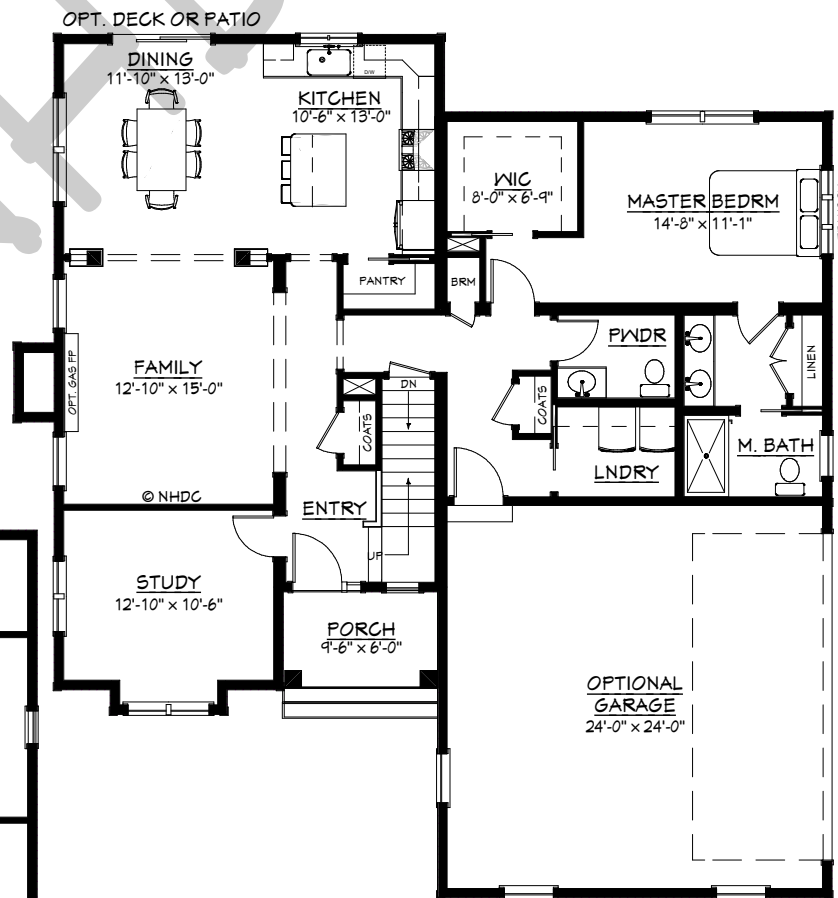 OPT. DECK OR PATIO
DINING
11'-10" x 13'-0"
KITCHEN
10'-6" x 13'-0"
DW
WIC
8'-0" x 6'-9"
MASTER BEDRM
14'-8" x 11'-1"
PANTRY
BRM
FAMILY
12'-10" x 15'-0"
OPT. GAS FP
PWDR
LINEN
DN
COATS
COATS
M. BATH
LNDRY
© NHDC
ENTRY
UP
STUDY
12'-10" x 10'-6"
PORCH
9'-6" x 6'-0"
OPTIONAL
GARAGE
24'-0" x 24'-0"